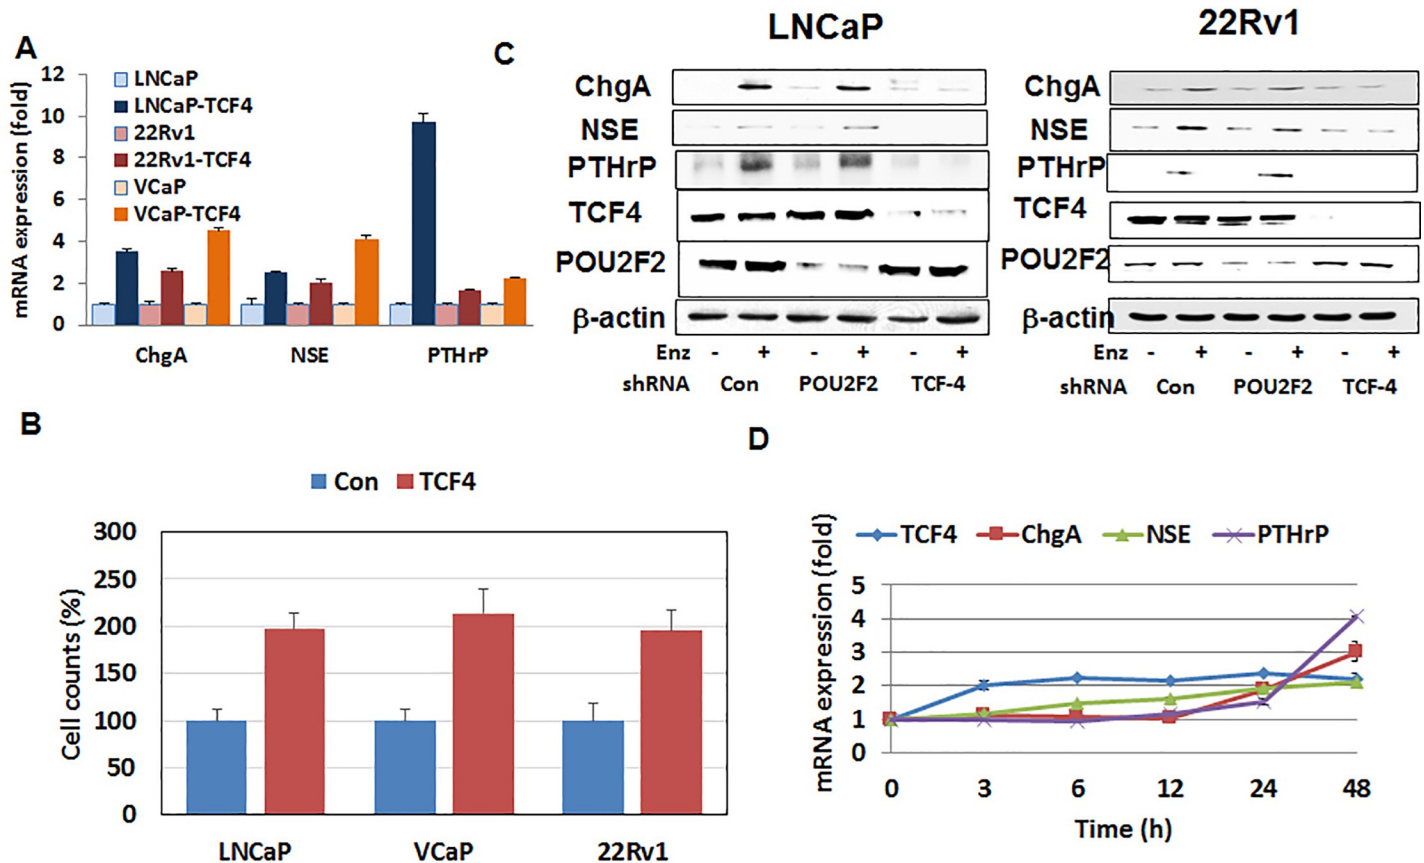 A
mRNA expression (fold)
12
10
8
6
4
2
0
LNCaP
LNCaP-TCF4
22Rv1
22Rv1-TCF4
VCaP
VCaP-TCF4
ChgA NSE PTHrP
C
LNCaP 22Rv1
ChgA
NSE
PTHrP
TCF4
POU2F2
β-actin
Enz - + - + - +
shRNA Con POU2F2 TCF-4
ChgA
NSE
PTHrP
TCF4
POU2F2
β-actin
Enz - + - + - +
shRNA Con POU2F2 TCF-4
B
Con TCF4
Cell counts (%)
300
250
200
150
100
50
0
LNCaP VCaP 22Rv1
D
TCF4 ChgA NSE PTHrP
mRNA expression (fold)
5
4
3
2
1
0
0 3 6 12 24 48
Time (h)